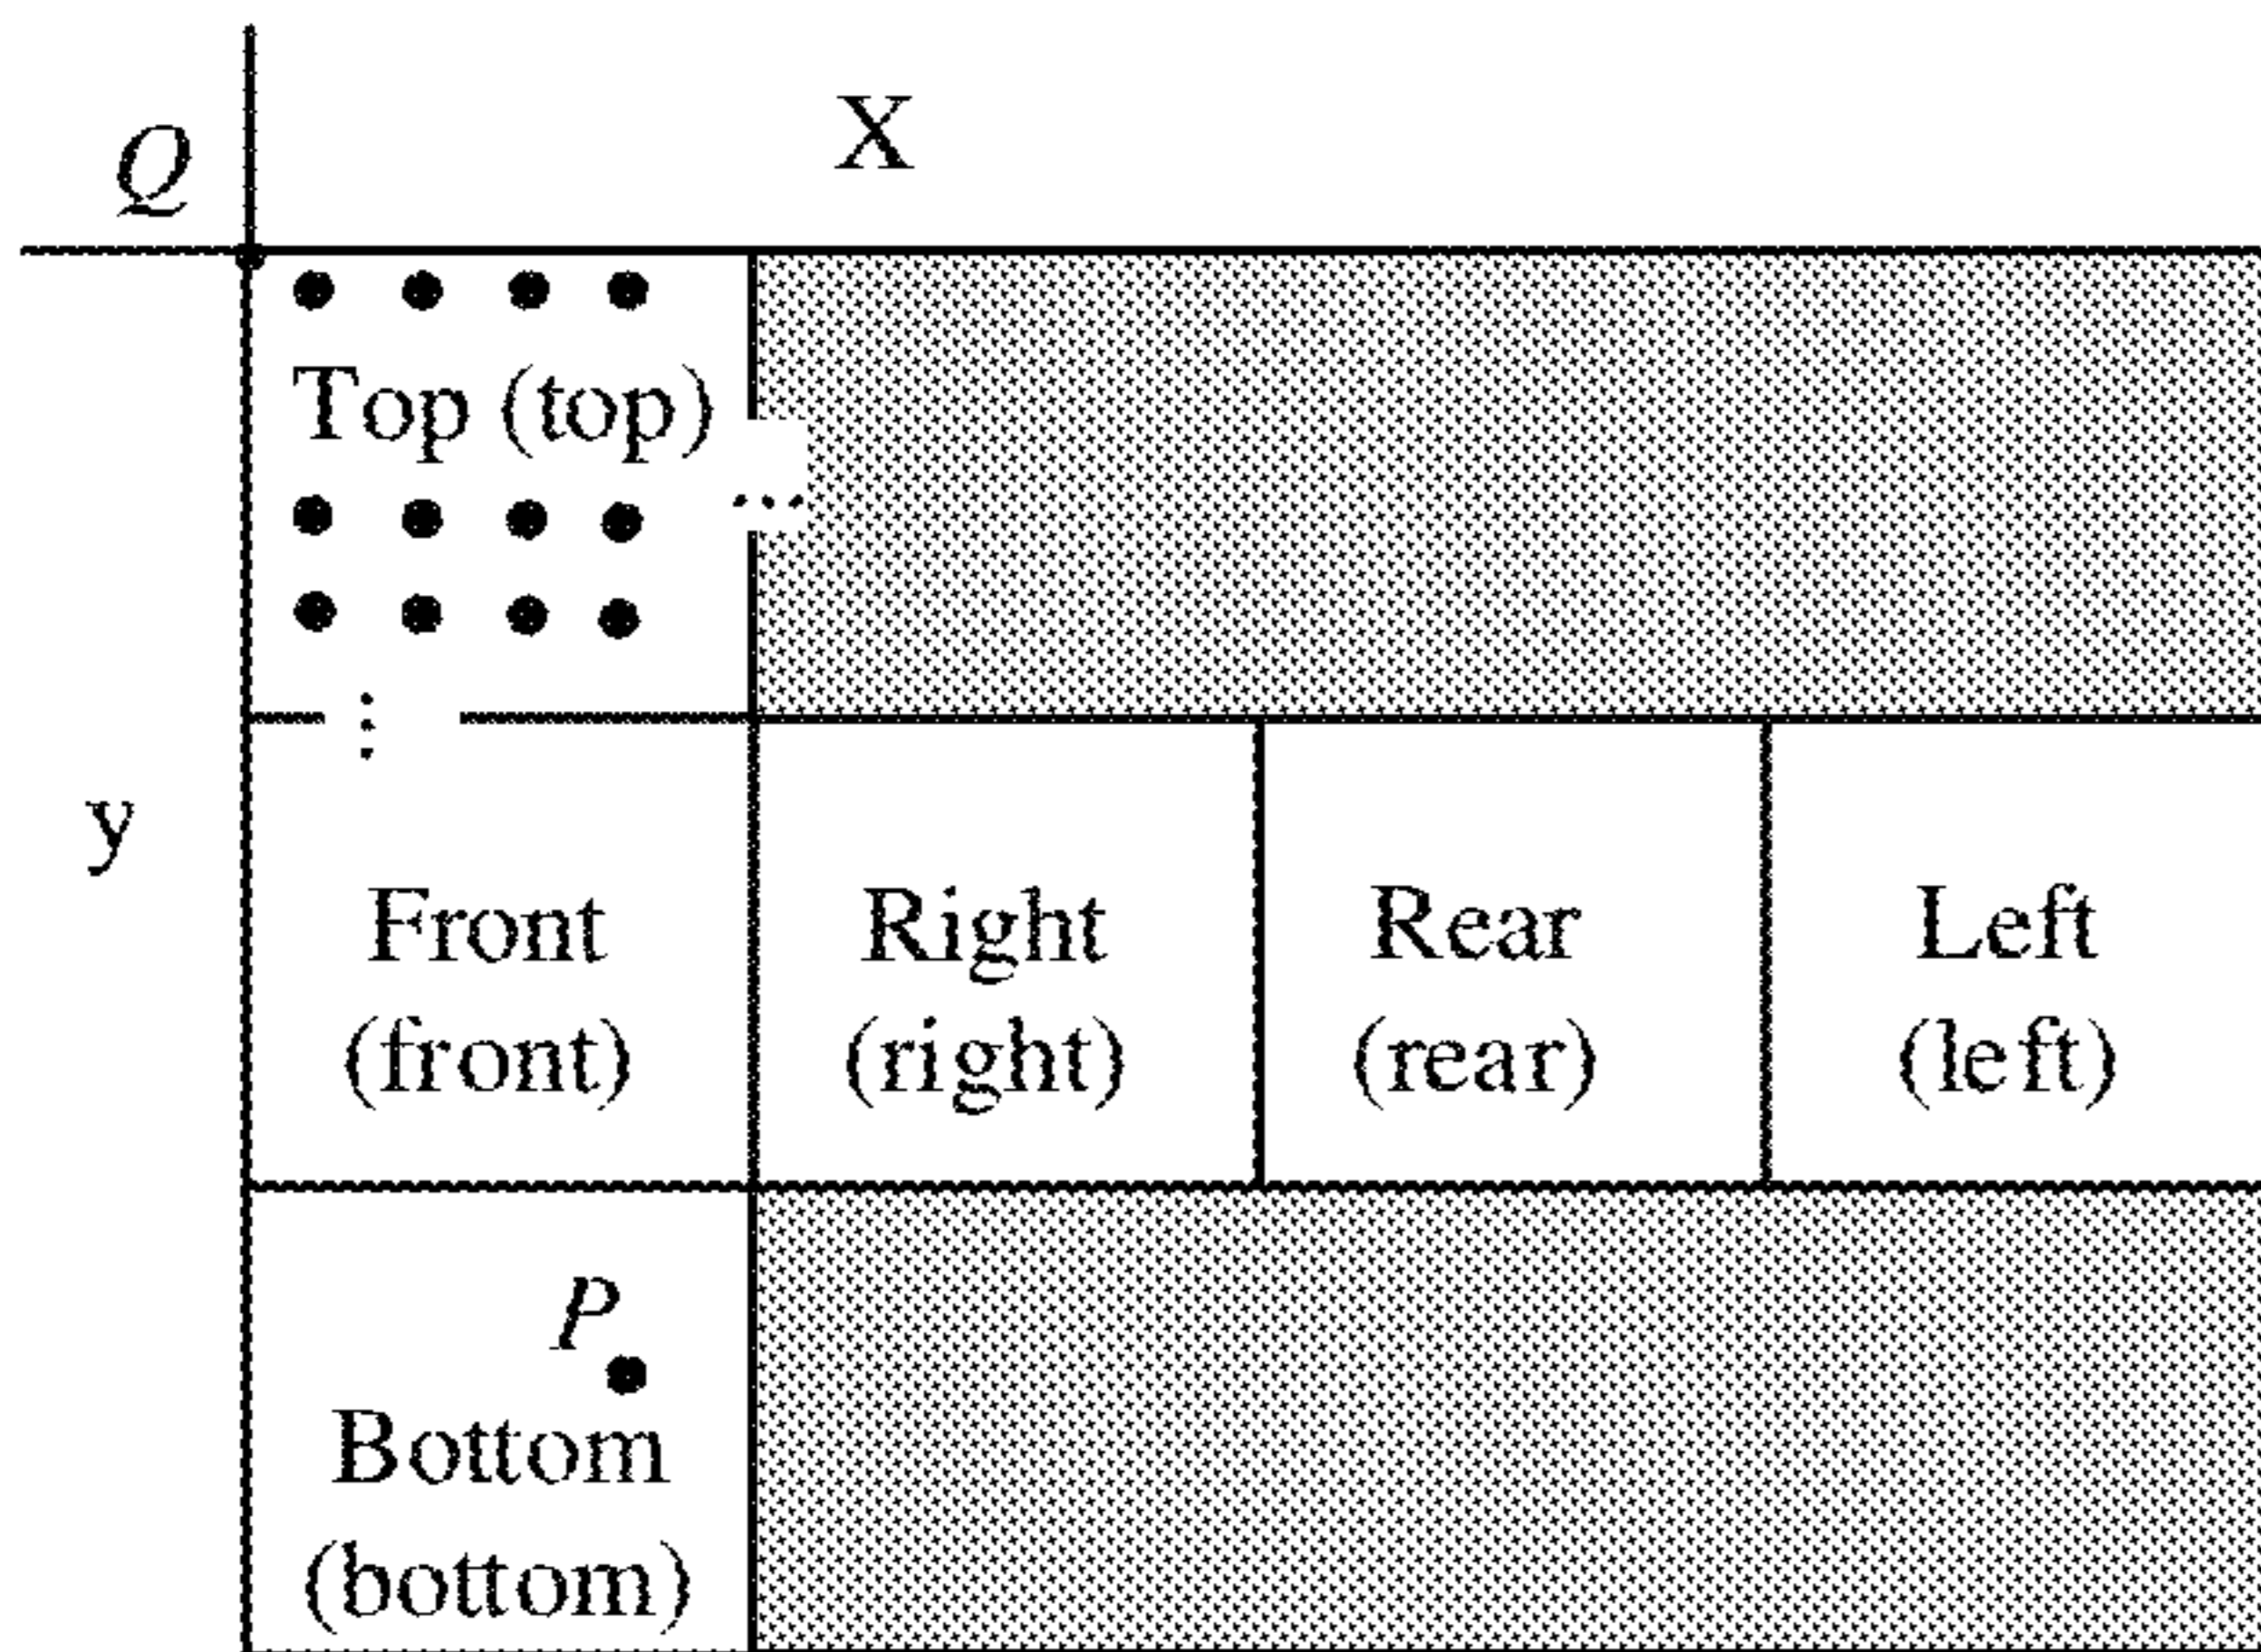 Q
X
Top (top)
...
⋮
y
Front
(front)
Right
(right)
Rear
(rear)
Left
(left)
P
Bottom
(bottom)